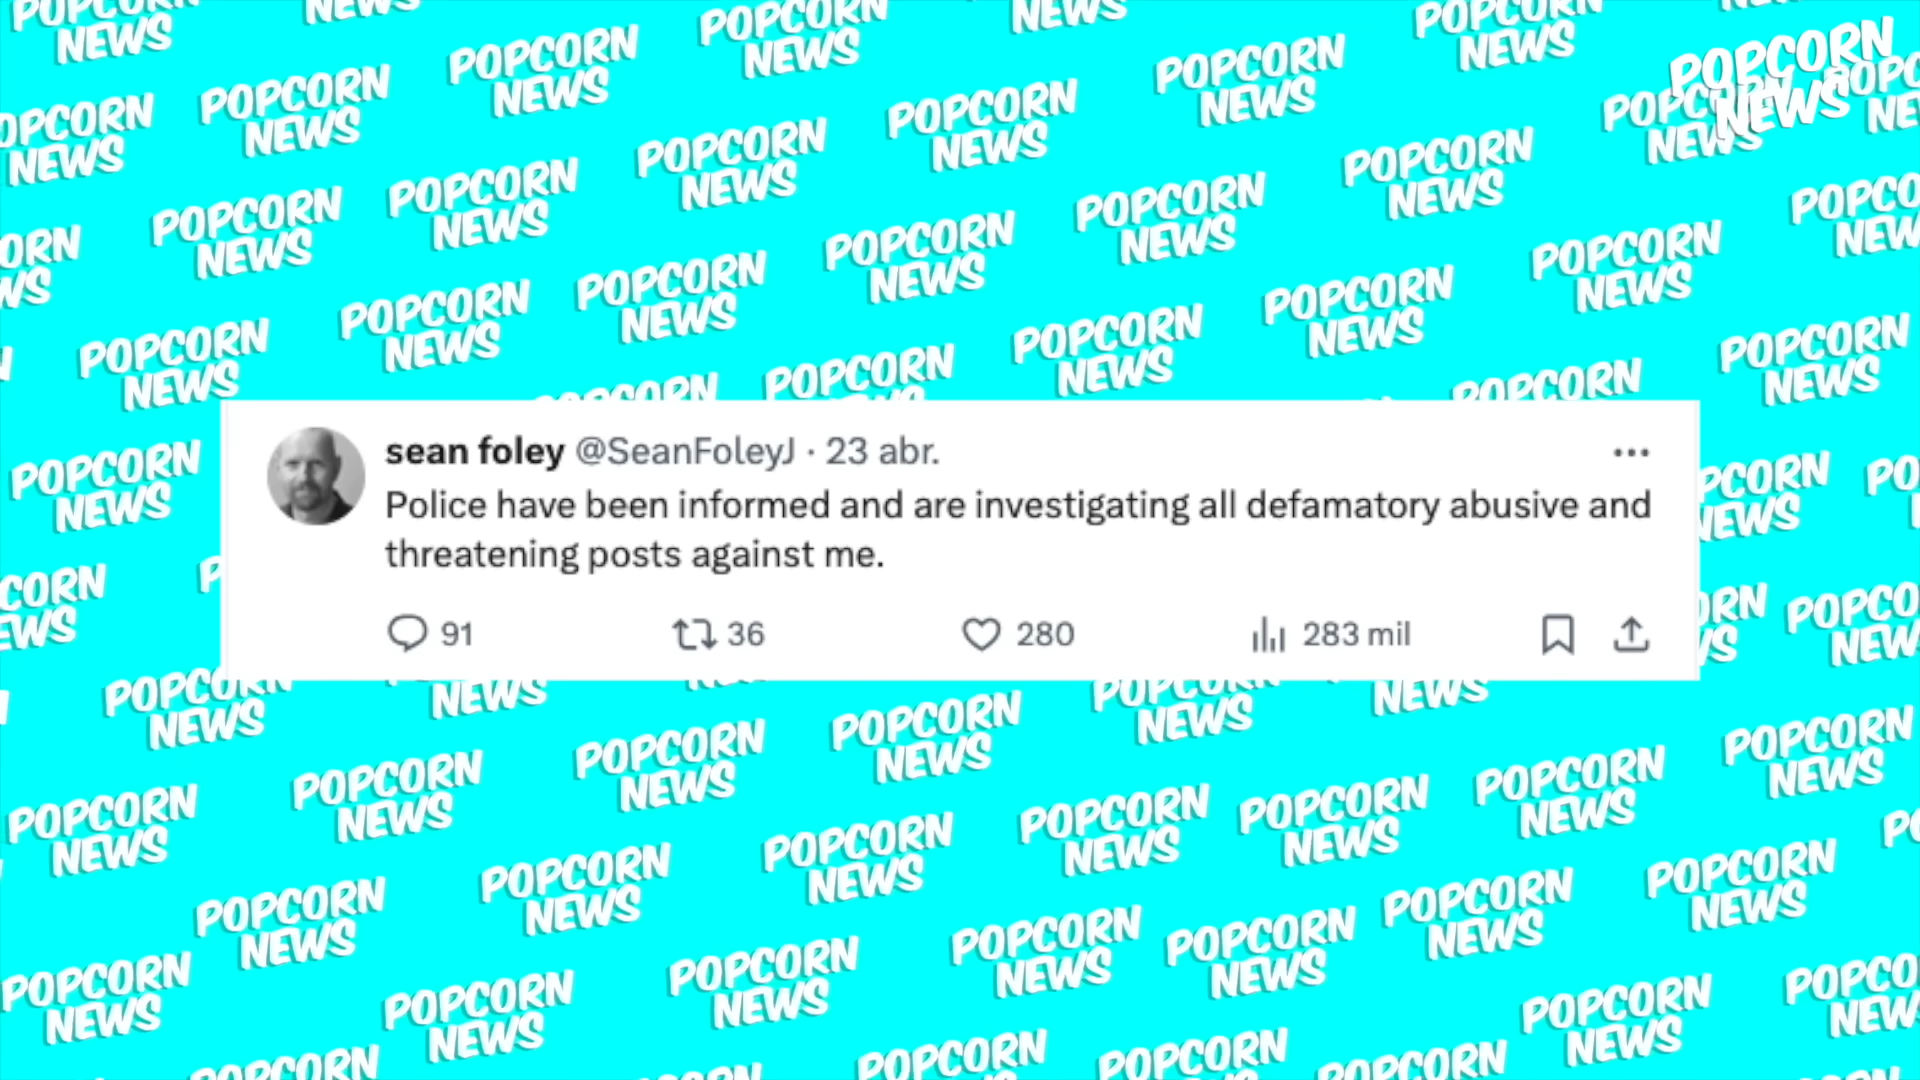 POPCORN
NEWS
sean foley @SeanFoleyJ · 23 abr.
Police have been informed and are investigating all defamatory abusive and
threatening posts against me.
91 36 280 283 mil